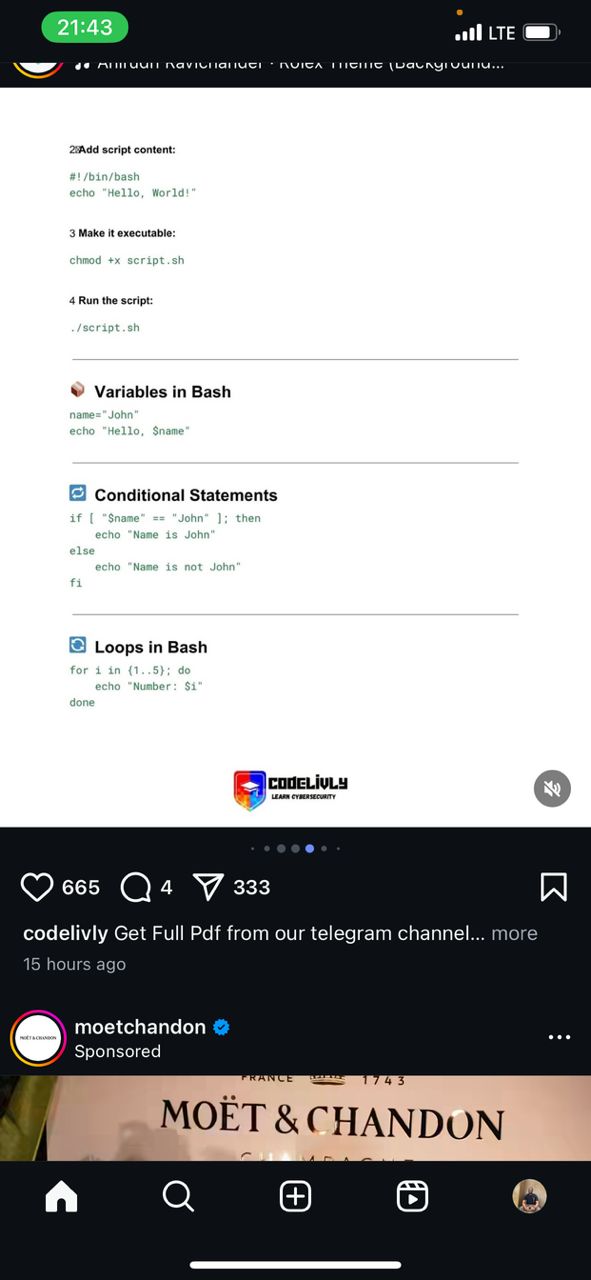 21:43
LTE
Anirudh Ravichander · Rolex Theme (Background...
2 Add script content:
#!/bin/bash
echo "Hello, World!"
3 Make it executable:
chmod +x script.sh
4 Run the script:
./script.sh
Variables in Bash
name="John"
echo "Hello, $name"
Conditional Statements
if [ "$name" == "John" ]; then
    echo "Name is John"
else
    echo "Name is not John"
fi
Loops in Bash
for i in {1..5}; do
    echo "Number: $i"
done
CODELIVLY
LEARN CYBERSECURITY
665 4 333
codelivly Get Full Pdf from our telegram channel... more
15 hours ago
MOËT & CHANDON
moetchandon
Sponsored
FRANCE 1743
MOËT & CHANDON